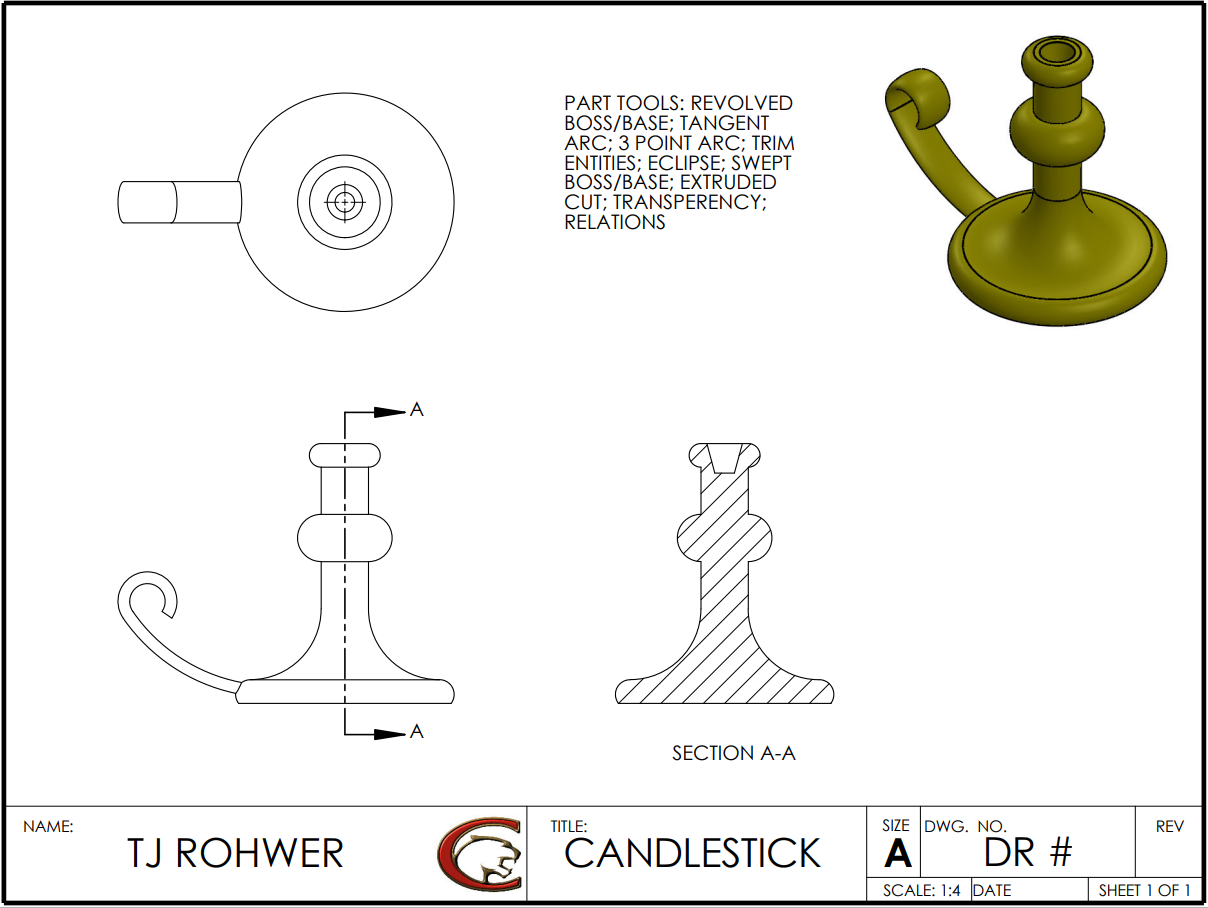 PART TOOLS: REVOLVED
BOSS/BASE; TANGENT
ARC; 3 POINT ARC; TRIM
ENTITIES; ECLIPSE; SWEPT
BOSS/BASE; EXTRUDED
CUT; TRANSPERENCY;
RELATIONS
A
A
SECTION A-A
NAME:
TJ ROHWER
C
TITLE:
CANDLESTICK
SIZE
A
DWG. NO.
DR #
REV
SCALE: 1:4
DATE
SHEET 1 OF 1